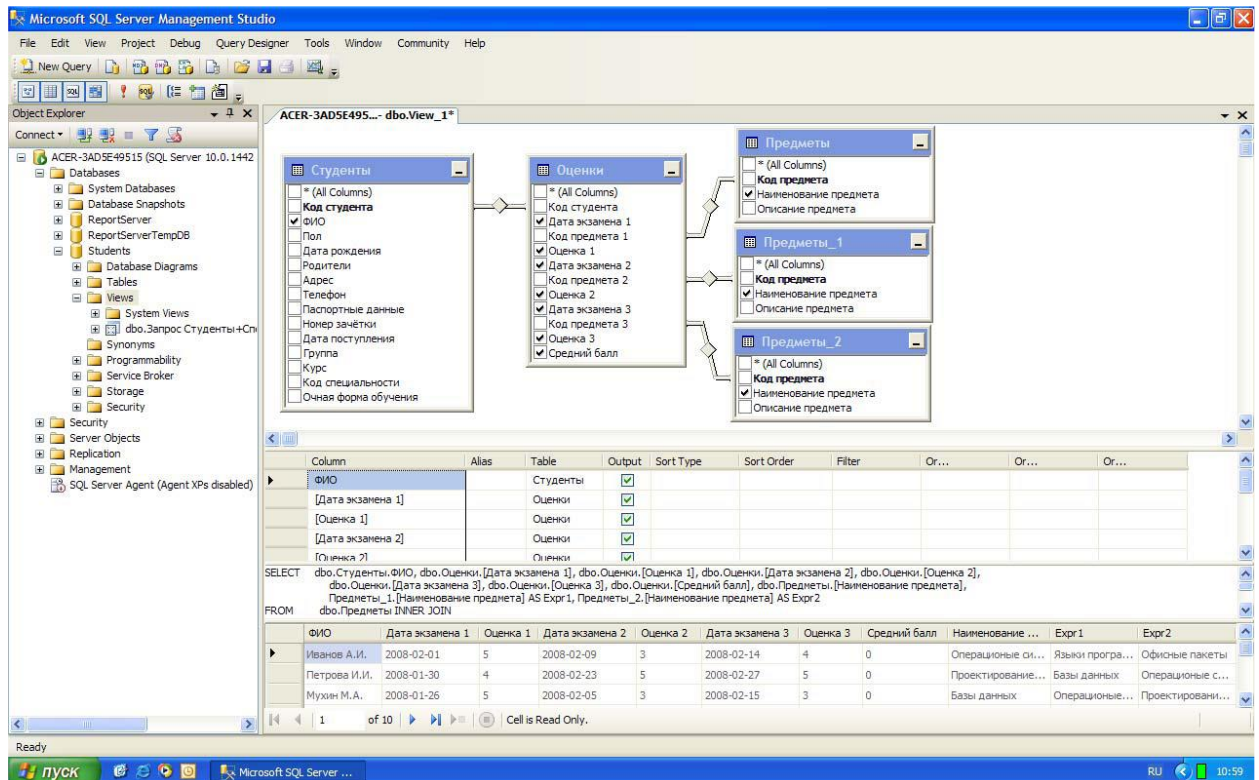 Microsoft SQL Server Management Studio
File Edit View Project Debug Query Designer Tools Window Community Help
New Query
Object Explorer
ACER-3AD5E495...- dbo.View_1*
Connect
ACER-3AD5E49515 (SQL Server 10.0.1442
Databases
System Databases
Database Snapshots
ReportServer
ReportServerTempDB
Students
Database Diagrams
Tables
Views
System Views
dbo.Запрос Студенты+Спе
Synonyms
Programmability
Service Broker
Storage
Security
Security
Server Objects
Replication
Management
SQL Server Agent (Agent XPs disabled)
Студенты
* (All Columns)
Код студента
ФИО
Пол
Дата рождения
Родители
Адрес
Телефон
Паспортные данные
Номер зачётки
Дата поступления
Группа
Курс
Код специальности
Очная форма обучения
Оценки
* (All Columns)
Код студента
Дата экзамена 1
Код предмета 1
Оценка 1
Дата экзамена 2
Код предмета 2
Оценка 2
Дата экзамена 3
Код предмета 3
Оценка 3
Средний балл
Предметы
* (All Columns)
Код предмета
Наименование предмета
Описание предмета
Предметы_1
* (All Columns)
Код предмета
Наименование предмета
Описание предмета
Предметы_2
* (All Columns)
Код предмета
Наименование предмета
Описание предмета
Column Alias Table Output Sort Type Sort Order Filter Or... Or... Or...
ФИО Студенты
[Дата экзамена 1] Оценки
[Оценка 1] Оценки
[Дата экзамена 2] Оценки
[Оценка 2] Оценки
SELECT dbo.Студенты.ФИО, dbo.Оценки.[Дата экзамена 1], dbo.Оценки.[Оценка 1], dbo.Оценки.[Дата экзамена 2], dbo.Оценки.[Оценка 2],
dbo.Оценки.[Дата экзамена 3], dbo.Оценки.[Оценка 3], dbo.Оценки.[Средний балл], dbo.Предметы.[Наименование предмета],
Предметы_1.[Наименование предмета] AS Expr1, Предметы_2.[Наименование предмета] AS Expr2
FROM dbo.Предметы INNER JOIN
ФИО Дата экзамена 1 Оценка 1 Дата экзамена 2 Оценка 2 Дата экзамена 3 Оценка 3 Средний балл Наименование ... Expr1 Expr2
Иванов А.И. 2008-02-01 5 2008-02-09 3 2008-02-14 4 0 Операционные си... Языки програ... Офисные пакеты
Петрова И.И. 2008-01-30 4 2008-02-23 5 2008-02-27 5 0 Проектирование... Базы данных Операционные с...
Мухин М.А. 2008-01-26 5 2008-02-05 3 2008-02-15 3 0 Базы данных Операционные... Проектировани...
1 of 10 Cell is Read Only.
Ready
пуск Microsoft SQL Server ... RU 10:59